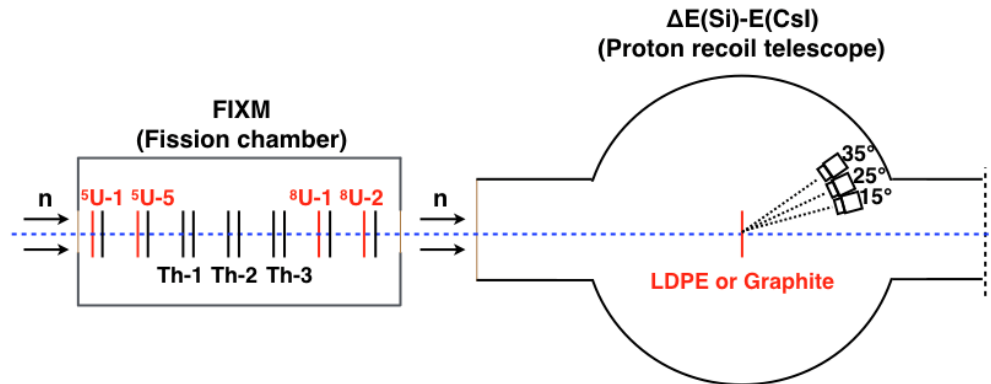 ΔE(Si)-E(CsI)
(Proton recoil telescope)
FIXM
(Fission chamber)
n
⁵U-1 ⁵U-5 ⁸U-1 ⁸U-2
n
35°
25°
15°
Th-1 Th-2 Th-3
LDPE or Graphite